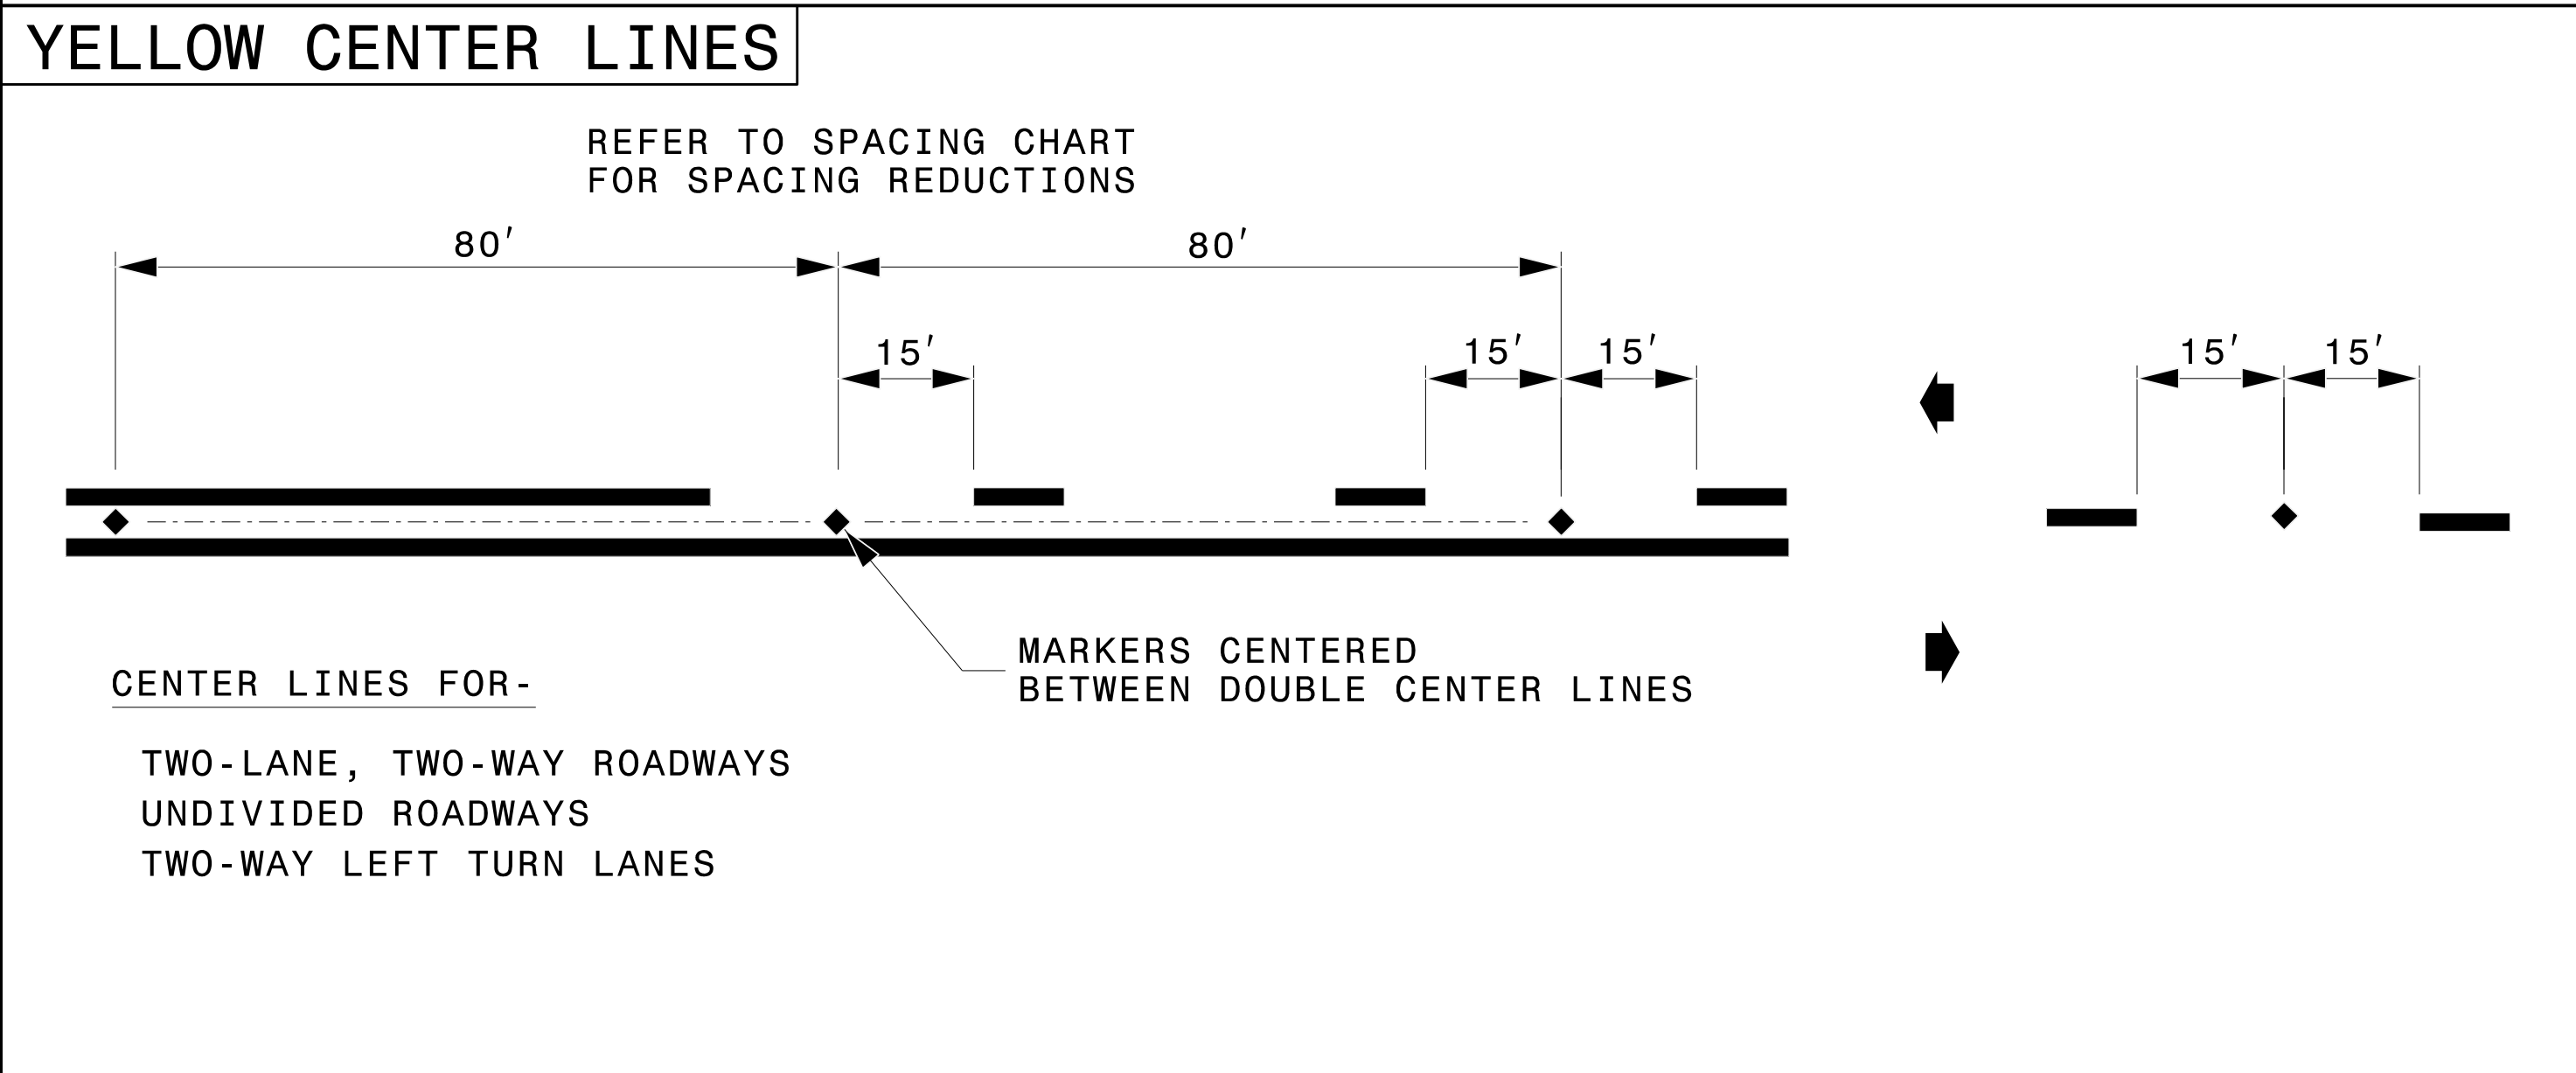 YELLOW CENTER LINES
REFER TO SPACING CHART
FOR SPACING REDUCTIONS
80'
80'
15'
15'
15'
15'
15'
MARKERS CENTERED
BETWEEN DOUBLE CENTER LINES
CENTER LINES FOR-
TWO-LANE, TWO-WAY ROADWAYS
UNDIVIDED ROADWAYS
TWO-WAY LEFT TURN LANES